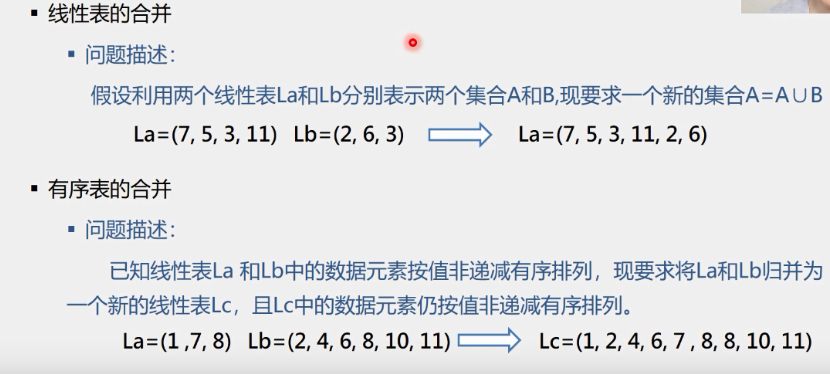 ▪ 线性表的合并
▪ 问题描述：
假设利用两个线性表La和Lb分别表示两个集合A和B,现要求一个新的集合A=A∪B
La=(7, 5, 3, 11) Lb=(2, 6, 3) La=(7, 5, 3, 11, 2, 6)
▪ 有序表的合并
▪ 问题描述：
已知线性表La 和Lb中的数据元素按值非递减有序排列，现要求将La和Lb归并为
一个新的线性表Lc，且Lc中的数据元素仍按值非递减有序排列。
La=(1 ,7, 8) Lb=(2, 4, 6, 8, 10, 11) Lc=(1, 2, 4, 6, 7 , 8, 8, 10, 11)